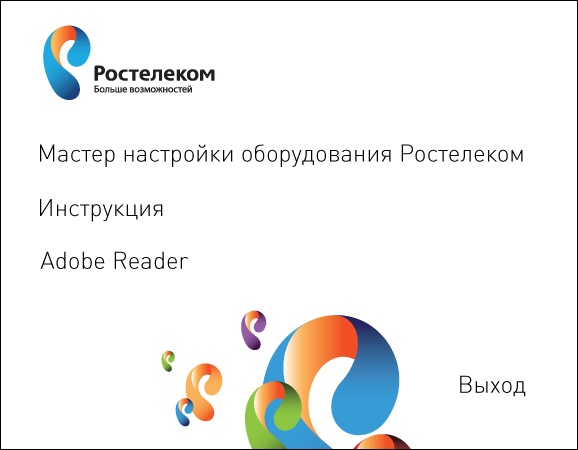 Ростелеком
Больше возможностей
Мастер настройки оборудования Ростелеком
Инструкция
Adobe Reader
Выход